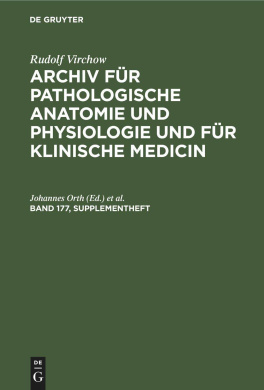 DE GRUYTER
Rudolf Virchow
ARCHIV FÜR
PATHOLOGISCHE
ANATOMIE UND
PHYSIOLOGIE UND FÜR
KLINISCHE MEDICIN
Johannes Orth (Ed.) et al.
BAND 177, SUPPLEMENTHEFT
DE
G